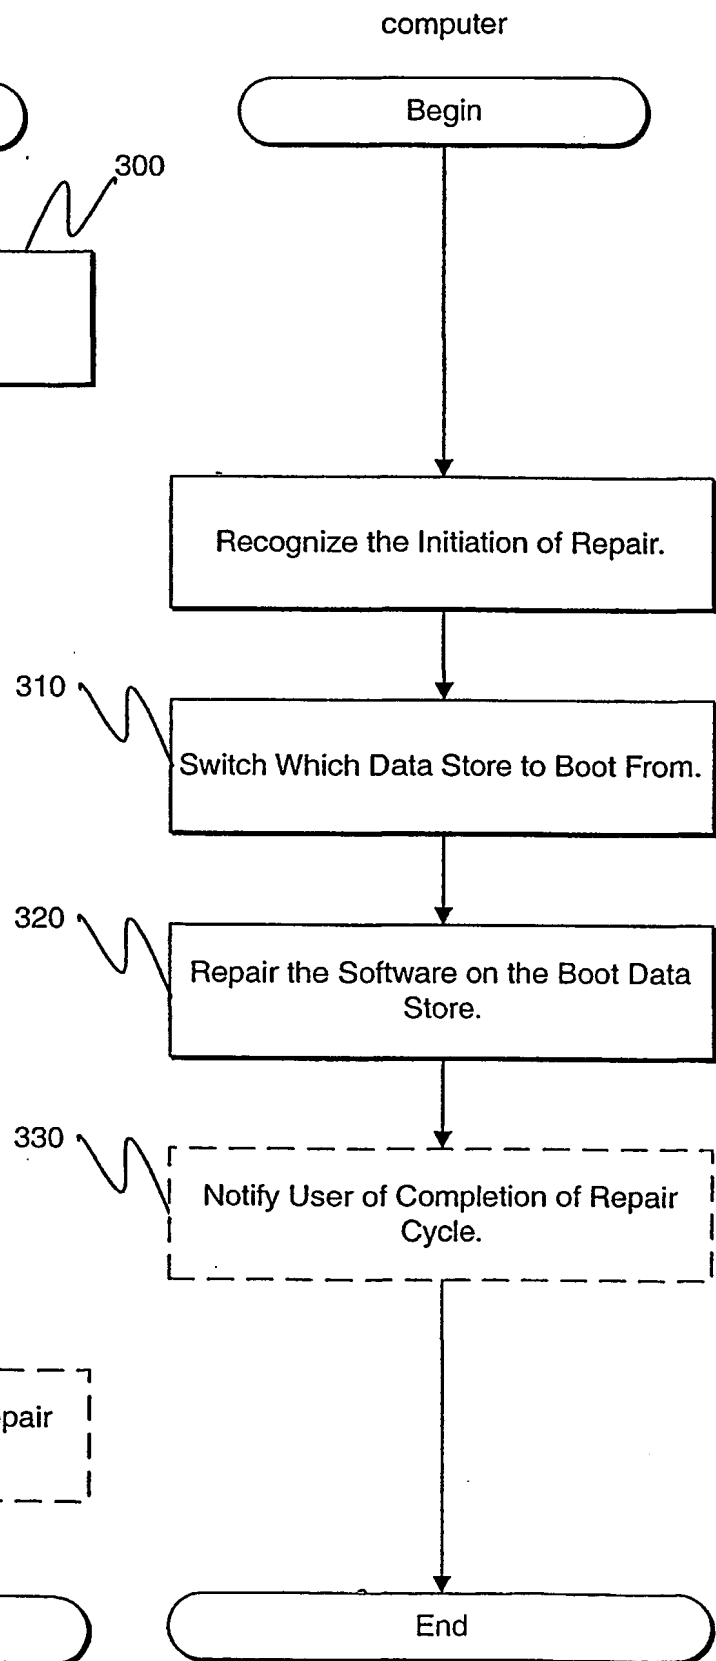 computer
Begin
300
Recognize the Initiation of Repair.
310
Switch Which Data Store to Boot From.
320
Repair the Software on the Boot Data
Store.
330
Notify User of Completion of Repair
Cycle.
epair
End